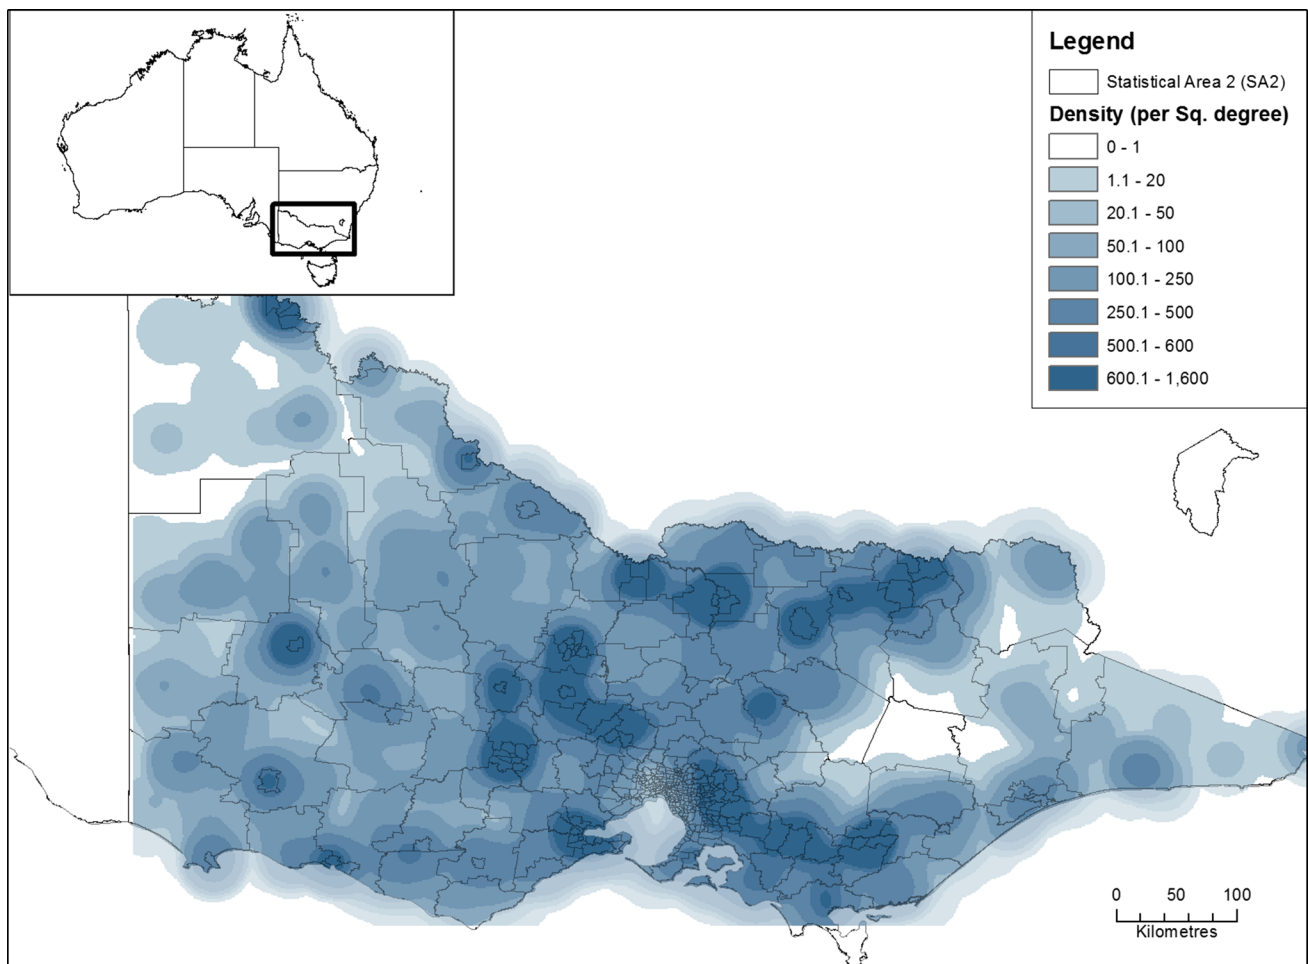 Legend
Statistical Area 2 (SA2)
Density (per Sq. degree)
0 - 1
1.1 - 20
20.1 - 50
50.1 - 100
100.1 - 250
250.1 - 500
500.1 - 600
600.1 - 1,600
0 50 100
Kilometres